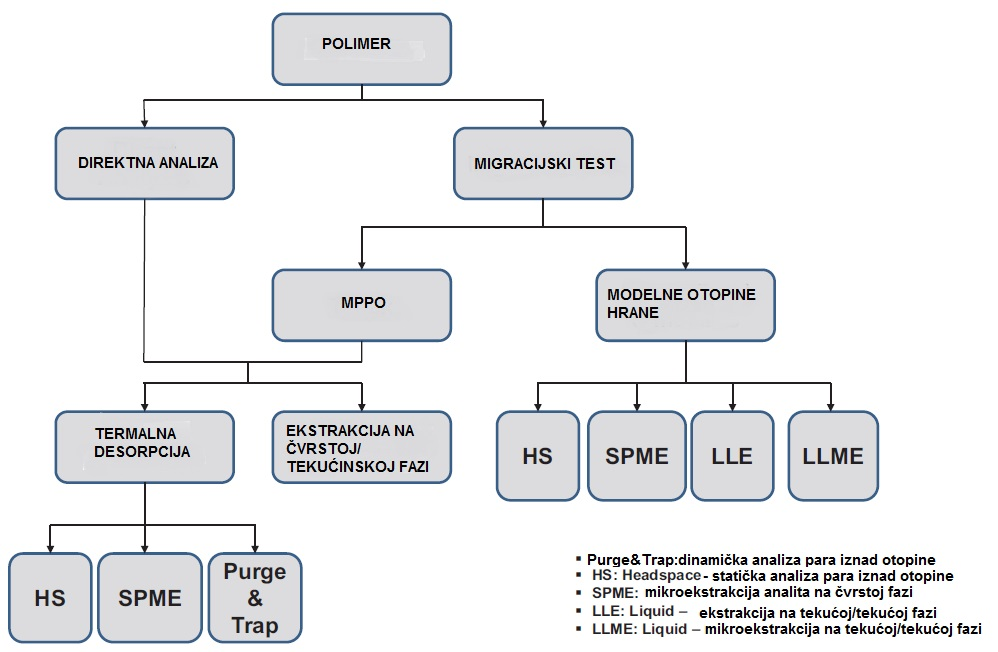 POLIMER
DIREKTNA ANALIZA
MIGRACIJSKI TEST
MPPO
MODELNE OTOPINE
HRANE
TERMALNA
DESORPCIJA
EKSTRAKCIJA NA
ČVRSTOJ/
TEKUĆINSKOJ FAZI
HS
SPME
LLE
LLME
HS
SPME
Purge
&
Trap
▪ Purge&Trap:dinamička analiza para iznad otopine
▪ HS: Headspace - statička analiza para iznad otopine
▪ SPME: mikroekstrakcija analita na čvrstoj fazi
▪ LLE: Liquid – ekstrakcija na tekućoj/tekućoj fazi
▪ LLME: Liquid – mikroekstrakcija na tekućoj/tekućoj fazi